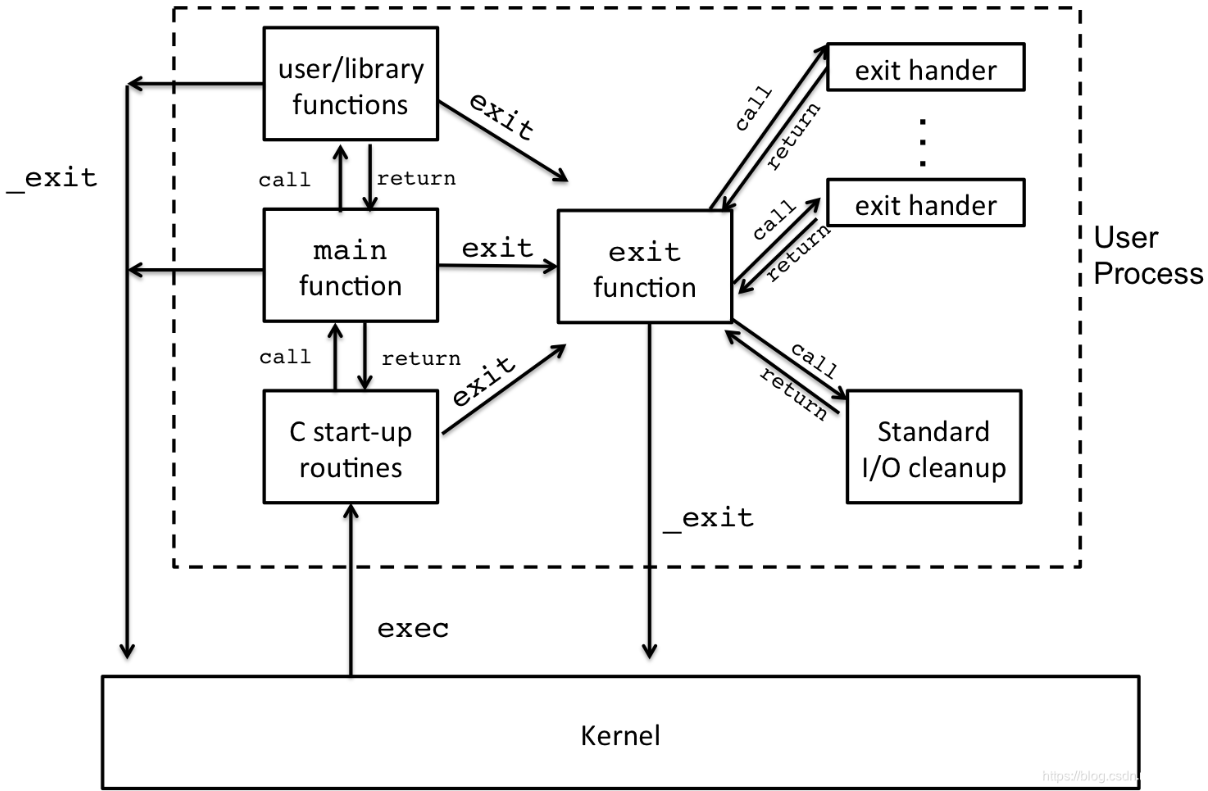 user/library
functions
exit
call
return
_exit
main
function
exit
call
return
exit
C start-up
routines
exec
exit
function
_exit
call
return
exit hander
call
return
exit hander
call
return
Standard
I/O cleanup
User
Process
Kernel
https://blog.csdn.